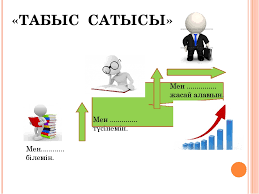 «ТАБЫС САТЫСЫ»
Мен ...............
жасай аламын.
Мен ..............
түсінемін.
Мен............
білемін.